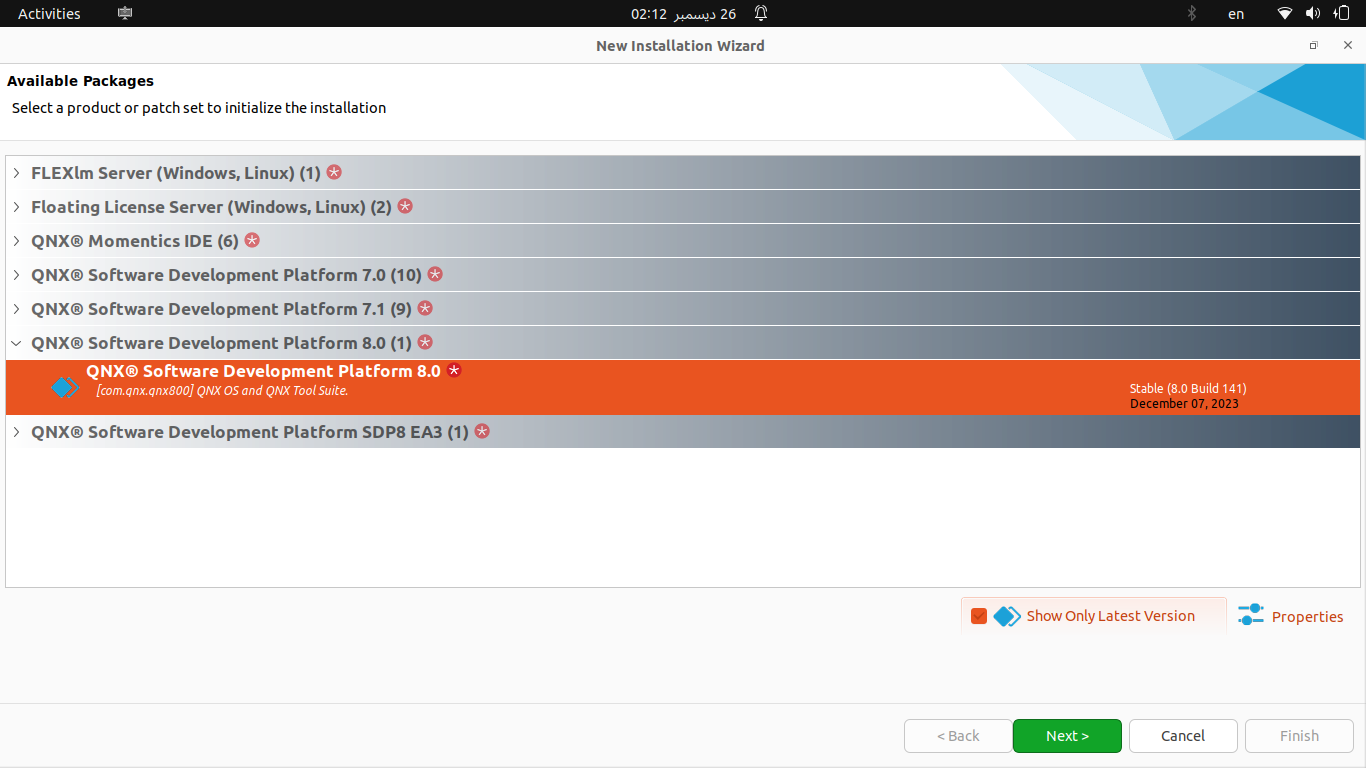 Activities
02:12 ديسمبر 26
en
New Installation Wizard
Available Packages
Select a product or patch set to initialize the installation
FLEXlm Server (Windows, Linux) (1)
Floating License Server (Windows, Linux) (2)
QNX® Momentics IDE (6)
QNX® Software Development Platform 7.0 (10)
QNX® Software Development Platform 7.1 (9)
QNX® Software Development Platform 8.0 (1)
QNX® Software Development Platform 8.0
[com.qnx.qnx800] QNX OS and QNX Tool Suite.
Stable (8.0 Build 141)
December 07, 2023
QNX® Software Development Platform SDP8 EA3 (1)
Show Only Latest Version
Properties
< Back
Next >
Cancel
Finish